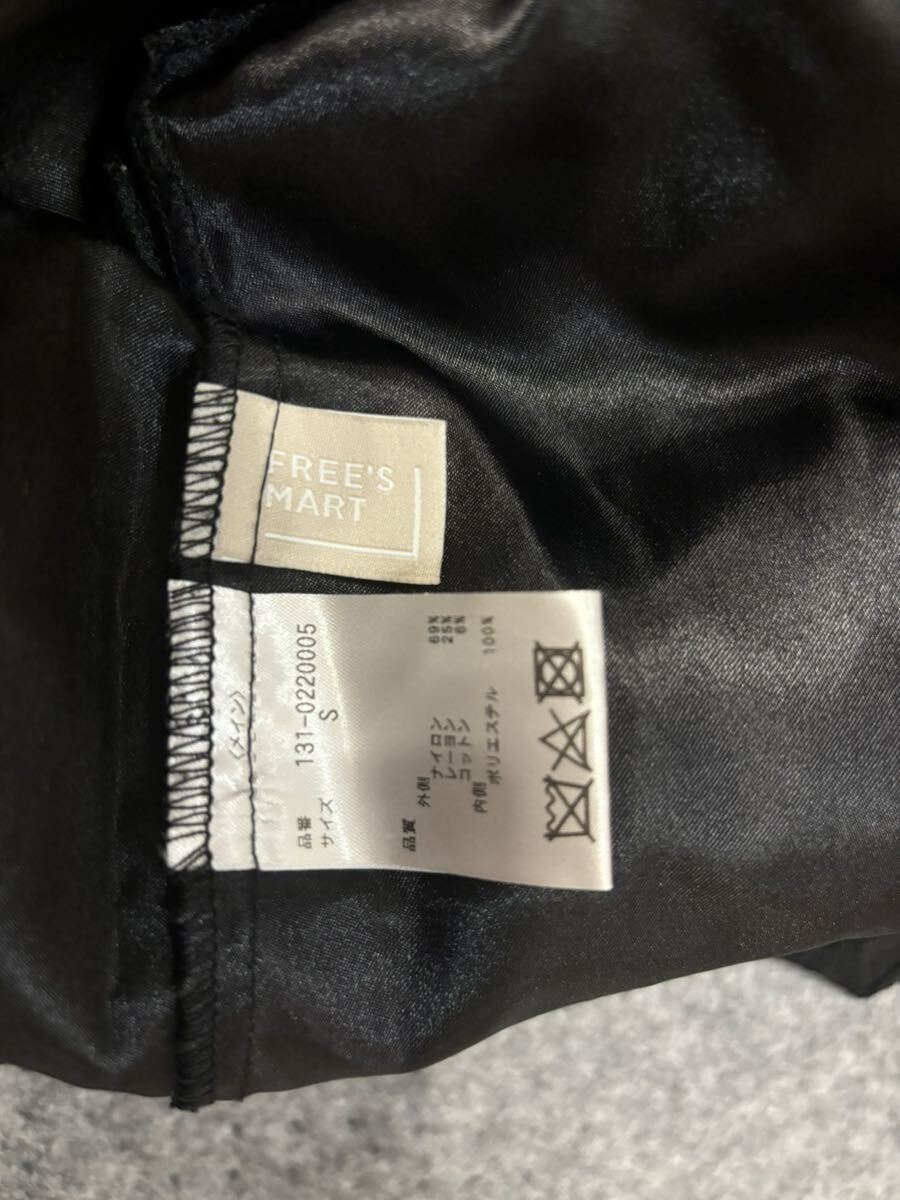 FREE'S
MART
〈メイン〉
品番 131-0220005
サイズ S
品質 外側 ナイロン 69%
レーヨン 25%
コットン 6%
内側 ポリエステル 100%